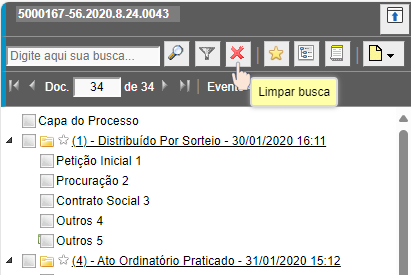 5000167-56.2020.8.24.0043
Digite aqui sua busca...
Doc. 34 de 34 Evento
Limpar busca
Capa do Processo
(1) - Distribuído Por Sorteio - 30/01/2020 16:11
Petição Inicial 1
Procuração 2
Contrato Social 3
Outros 4
Outros 5
(4) - Ato Ordinatório Praticado - 31/01/2020 15:12